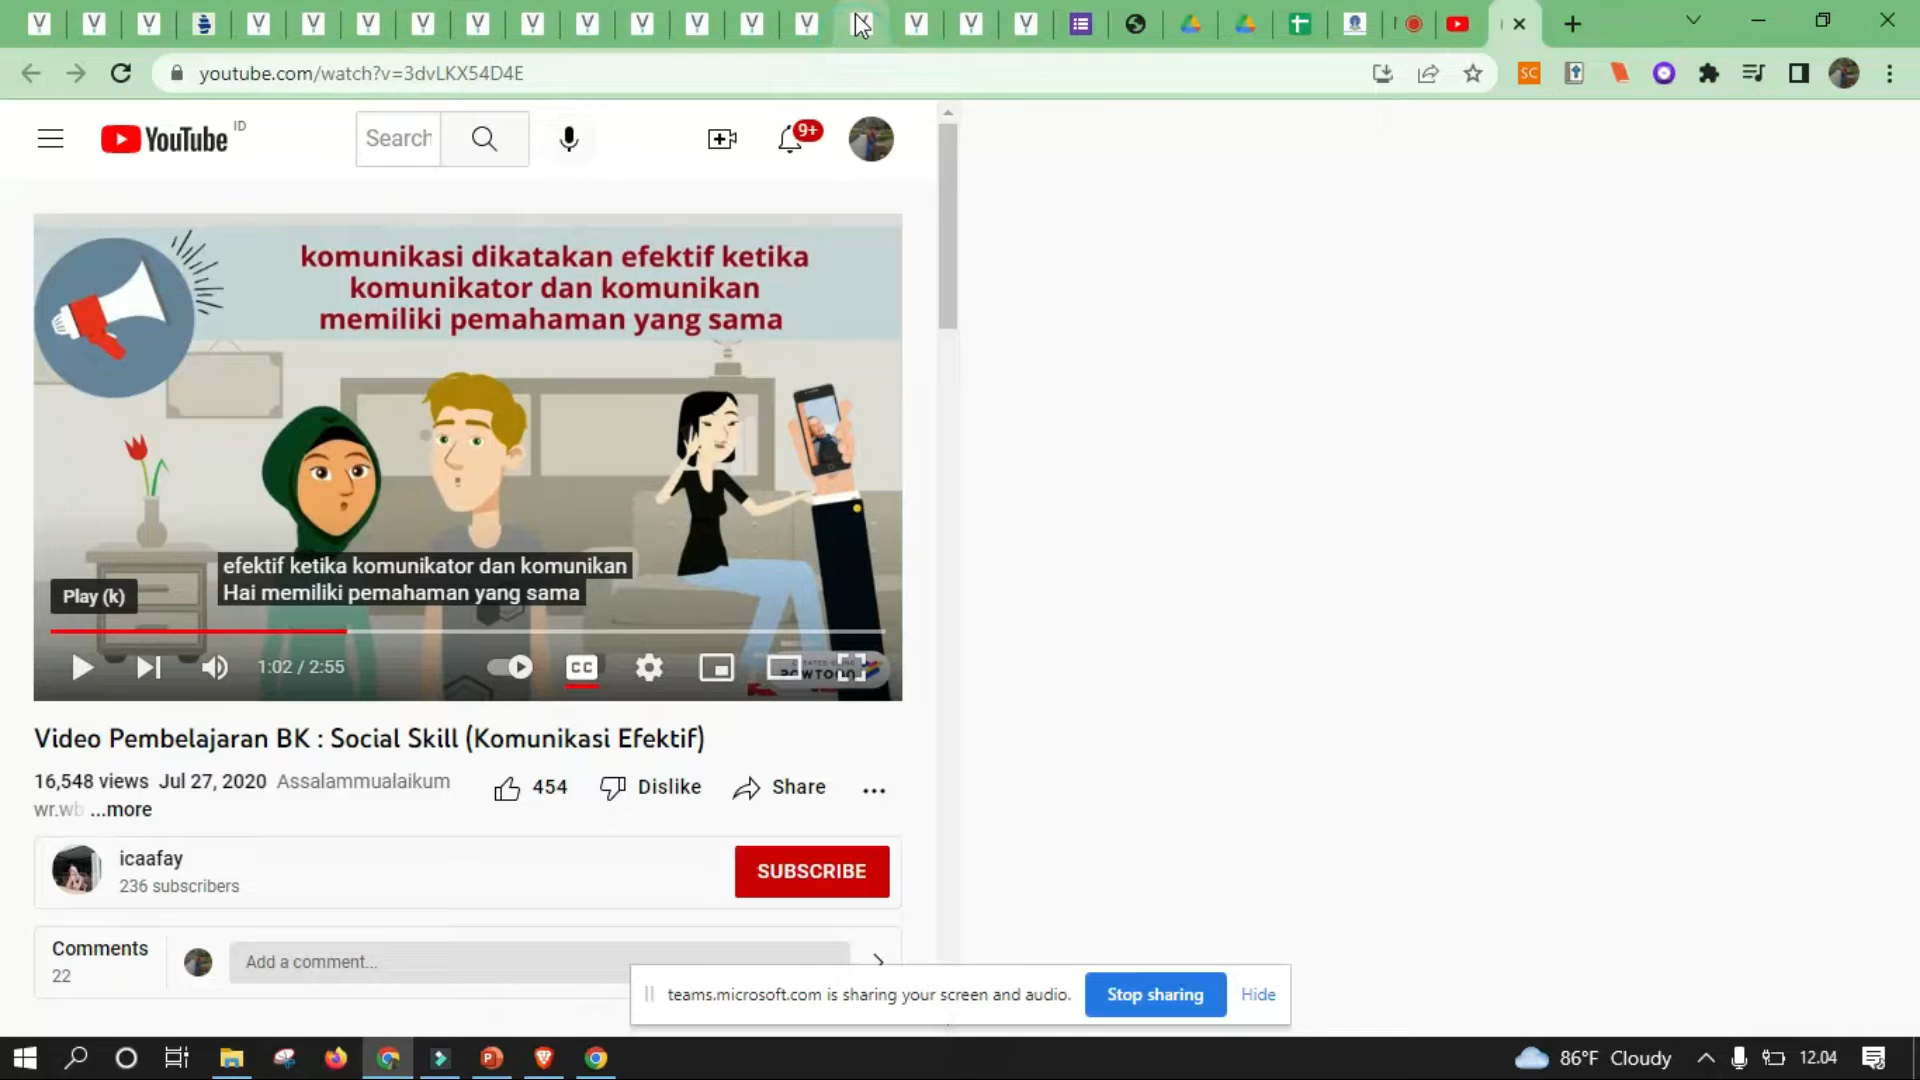 youtube.com/watch?v=3dvLKX54D4E
SC
YouTube ID
Search
9+
komunikasi dikatakan efektif ketika
komunikator dan komunikan
memiliki pemahaman yang sama
efektif ketika komunikator dan komunikan
Hai memiliki pemahaman yang sama
Play (k)
1:02 / 2:55
CC
POWTOON
Video Pembelajaran BK : Social Skill (Komunikasi Efektif)
16,548 views Jul 27, 2020 Assalammualaikum
wr.wb ...more
454
Dislike
Share
icaafay
236 subscribers
SUBSCRIBE
Comments
22
Add a comment...
teams.microsoft.com is sharing your screen and audio.
Stop sharing
Hide
86°F Cloudy
12.04